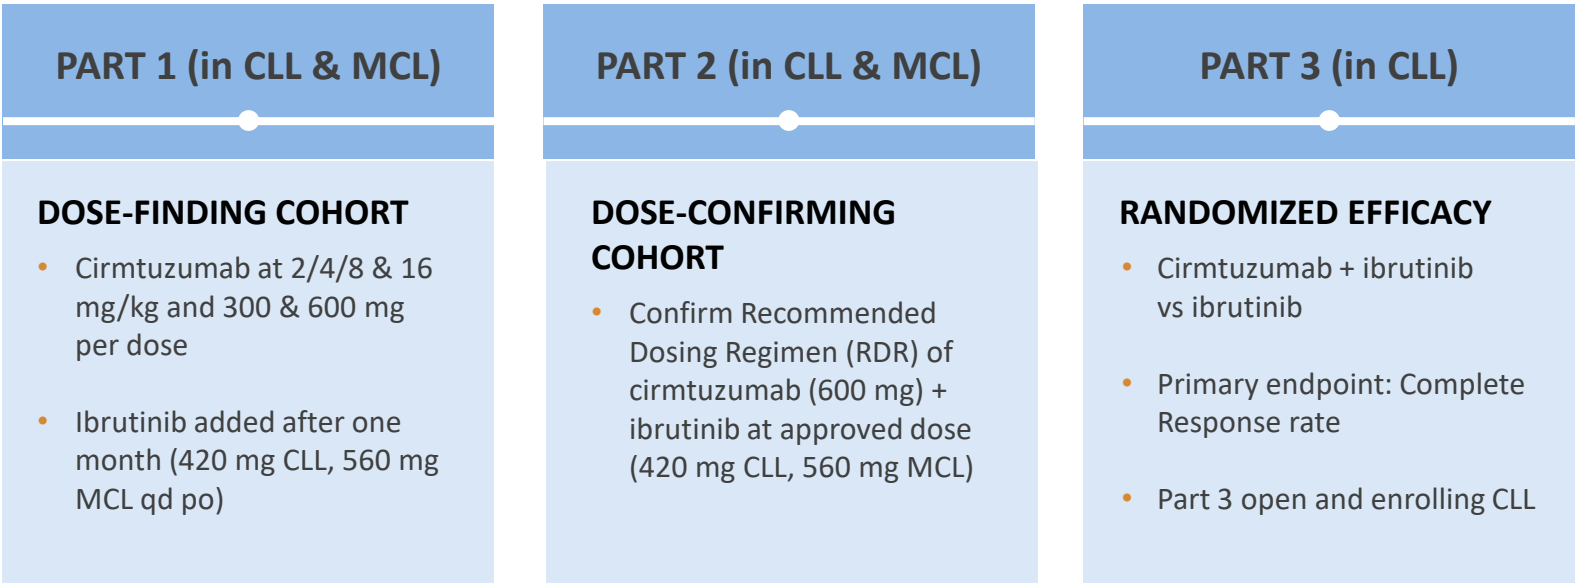 PART 1 (in CLL & MCL)
DOSE-FINDING COHORT
• Cirmtuzumab at 2/4/8 & 16
mg/kg and 300 & 600 mg
per dose
• Ibrutinib added after one
month (420 mg CLL, 560 mg
MCL qd po)
PART 2 (in CLL & MCL)
DOSE-CONFIRMING
COHORT
• Confirm Recommended
Dosing Regimen (RDR) of
cirmtuzumab (600 mg) +
ibrutinib at approved dose
(420 mg CLL, 560 mg MCL)
PART 3 (in CLL)
RANDOMIZED EFFICACY
• Cirmtuzumab + ibrutinib
vs ibrutinib
• Primary endpoint: Complete
Response rate
• Part 3 open and enrolling CLL